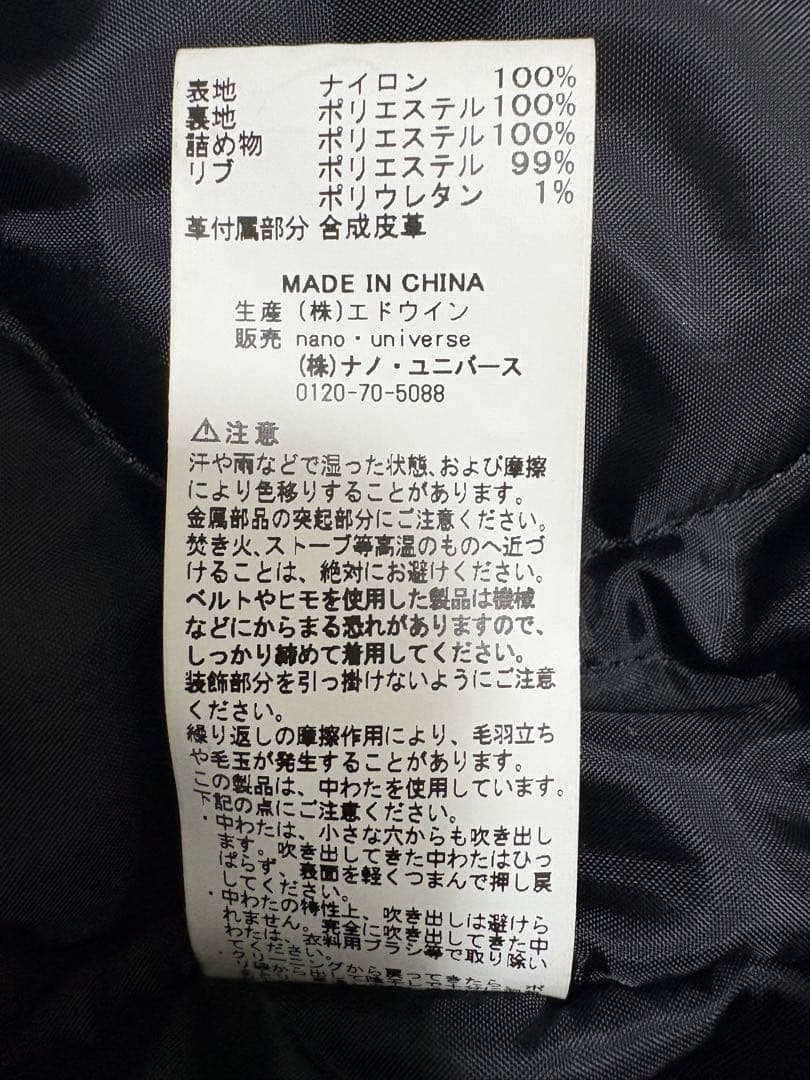 表地 ナイロン 100%
裏地 ポリエステル 100%
詰め物 ポリエステル 100%
リブ ポリエステル 99%
ポリウレタン 1%
革付属部分 合成皮革
MADE IN CHINA
生産 (株)エドウイン
販売 nano・universe
(株)ナノ・ユニバース
0120-70-5088
⚠注意
汗や雨などで湿った状態、および摩擦
により色移りすることがあります。
金属部品の突起部分にご注意ください。
焚き火、ストーブ等高温のものへ近づ
けることは、絶対にお避けください。
ベルトやヒモを使用した製品は機械
などにからまる恐れがありますので、
しっかり締めて着用してください。
装飾部分を引っ掛けないようにご注意
ください。
繰り返しの摩擦作用により、毛羽立ち
や毛玉が発生することがあります。
この製品は、中わたを使用しています。
下記の点にご注意ください。
・中わたは、小さな穴からも吹き出し
ます。吹き出してきた中わたはひっ
ぱらず、表面を軽くつまんで押し戻
してください。
・中わたの特性上、吹き出しは避けら
れません。完全に吹き出してきた中
わたは、衣料用ブラシ等で取り除い
てください。
・クリーニングから戻ってきたら、ポ